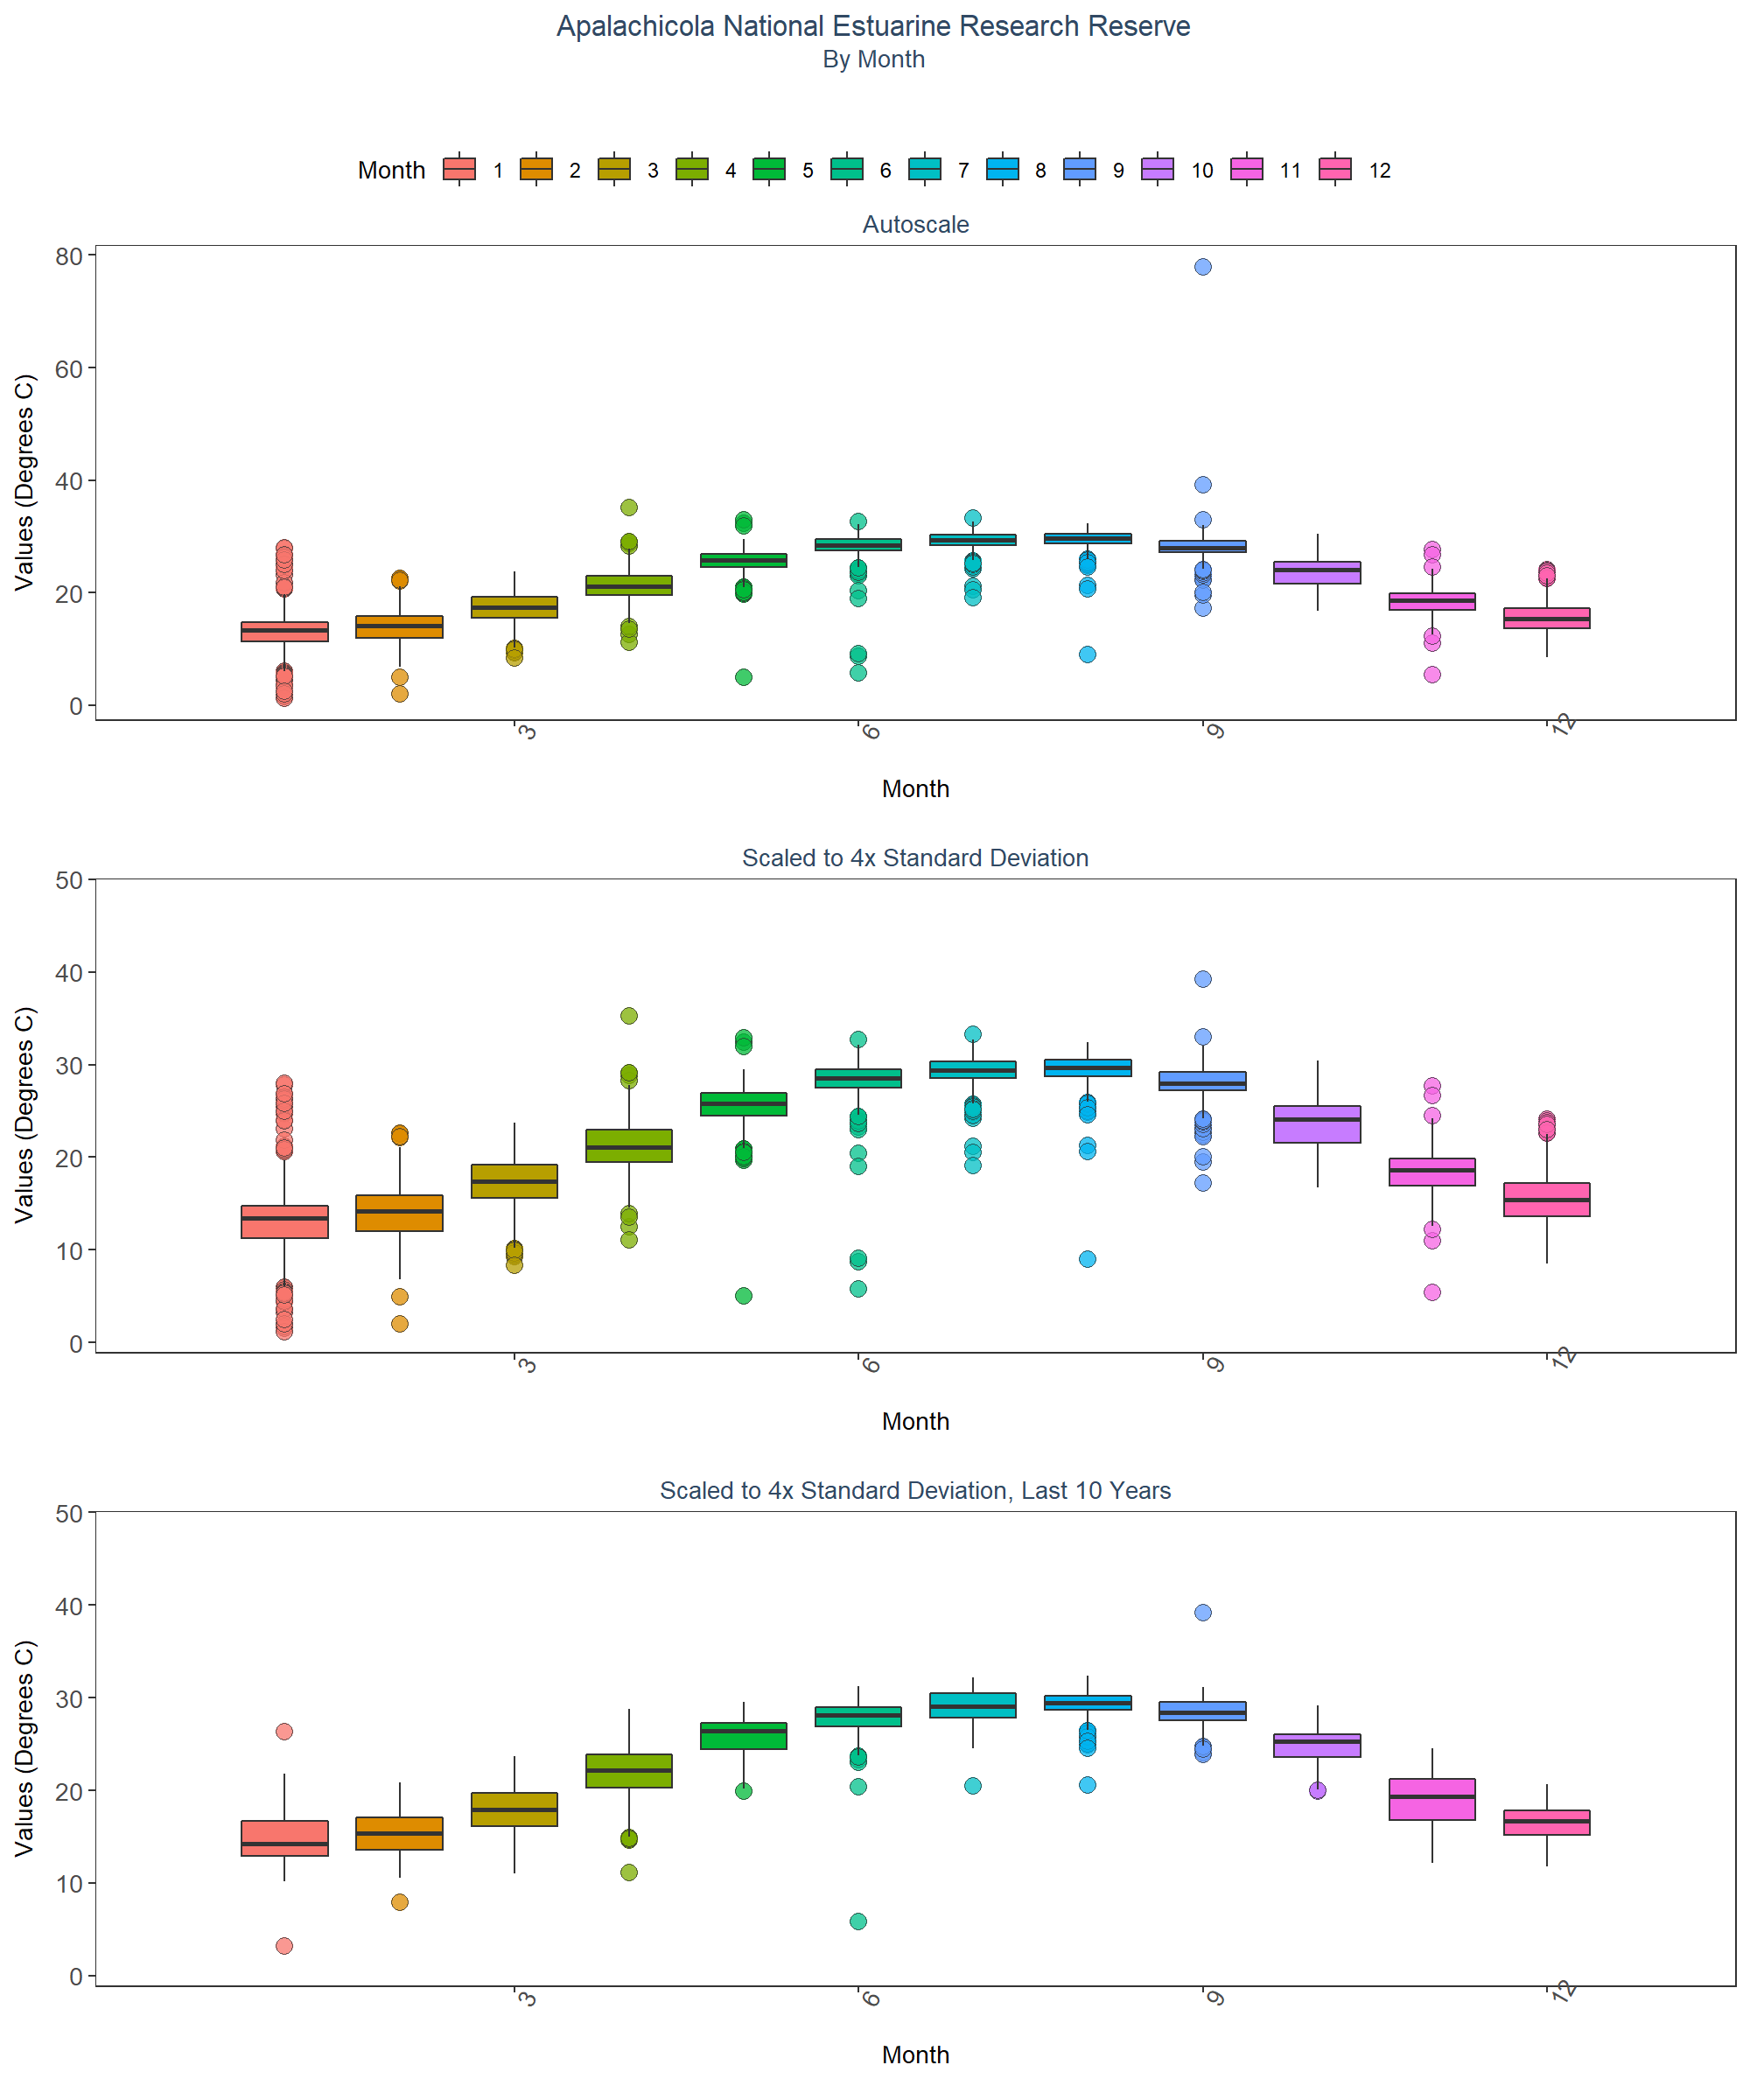 Apalachicola National Estuarine Research Reserve
By Month
Month 1 2 3 4 5 6 7 8 9 10 11 12
Autoscale
Values (Degrees C)
80
60
40
20
0
3 6 9 12
Month
Scaled to 4x Standard Deviation
Values (Degrees C)
50
40
30
20
10
0
3 6 9 12
Month
Scaled to 4x Standard Deviation, Last 10 Years
Values (Degrees C)
50
40
30
20
10
0
3 6 9 12
Month